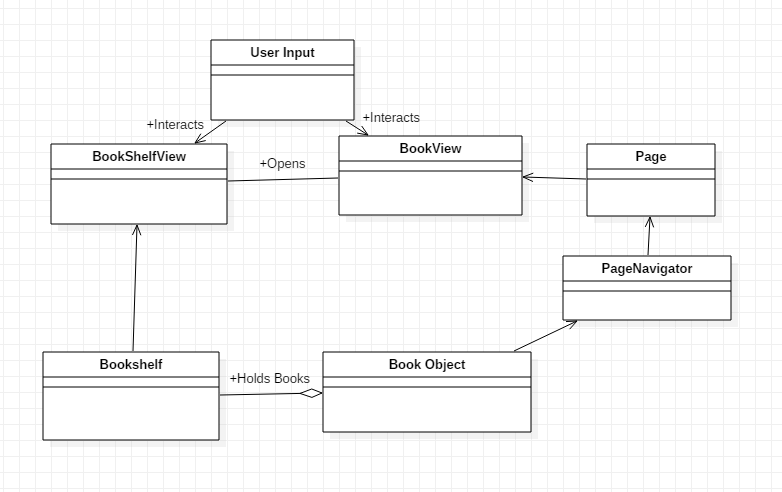 User Input
+Interacts
+Interacts
BookShelfView
+Opens
BookView
Page
PageNavigator
Bookshelf
+Holds Books
Book Object